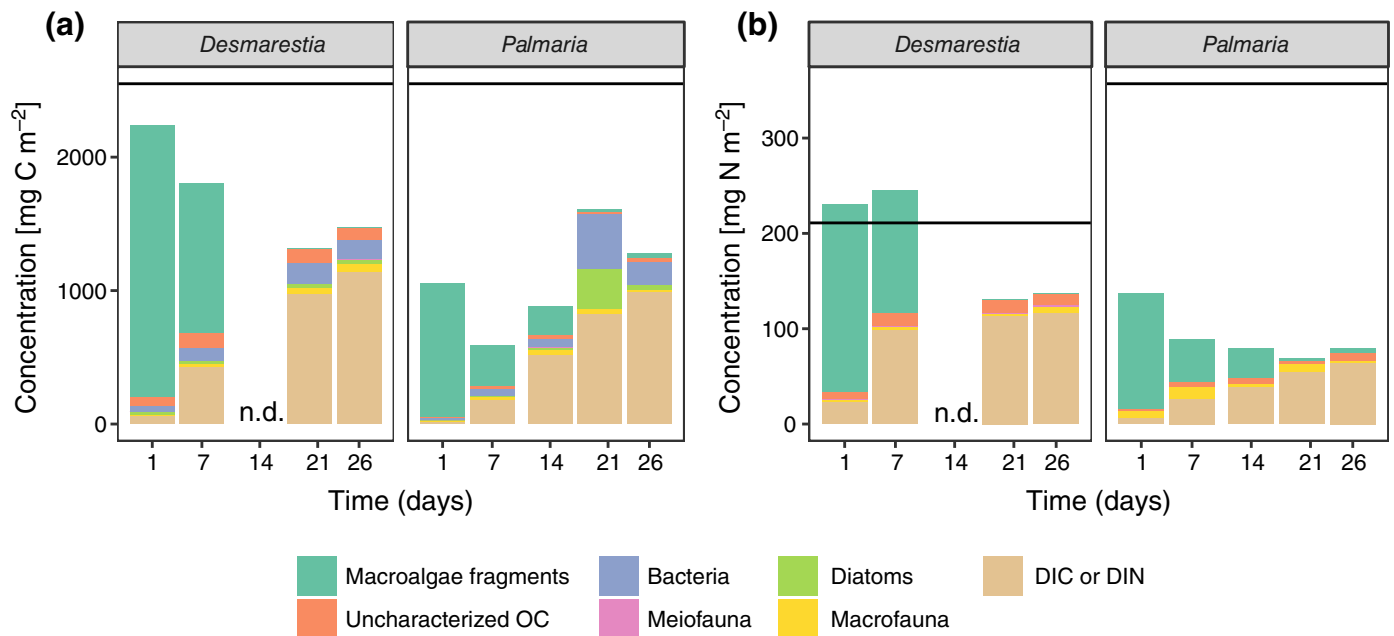 (a)
Desmarestia
Palmaria
Concentration [mg C m⁻²]
2000
1000
0
n.d.
1 7 14 21 26
1 7 14 21 26
Time (days)
(b)
Desmarestia
Palmaria
Concentration [mg N m⁻²]
300
200
100
0
n.d.
1 7 14 21 26
1 7 14 21 26
Time (days)
Macroalgae fragments
Bacteria
Diatoms
DIC or DIN
Uncharacterized OC
Meiofauna
Macrofauna